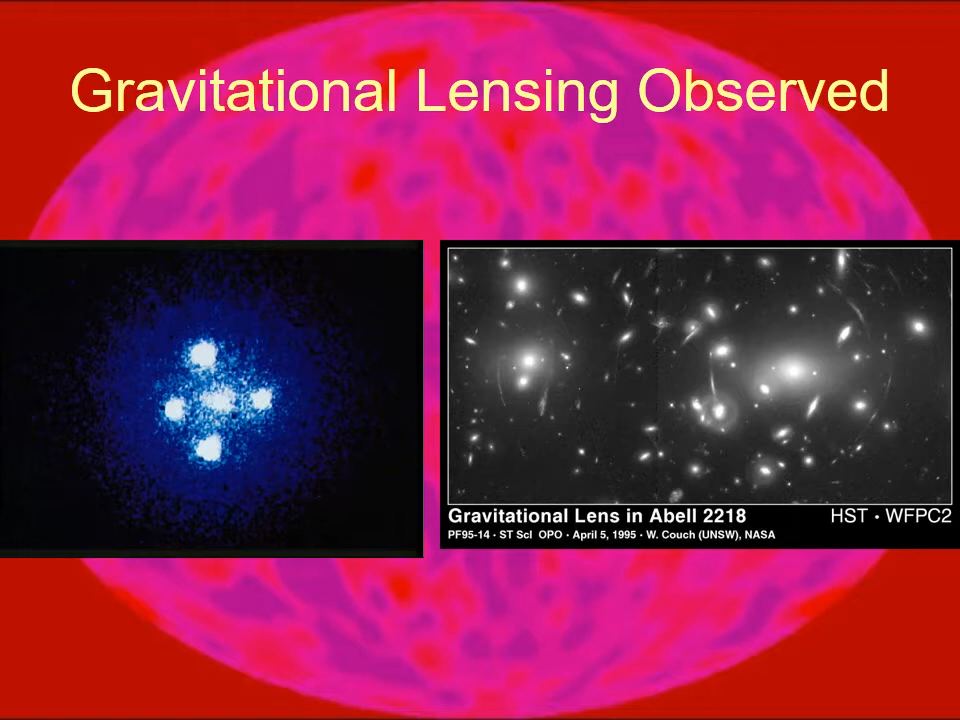 Gravitational Lensing Observed
Gravitational Lens in Abell 2218 HST • WFPC2
PF95-14 • ST ScI OPO • April 5, 1995 • W. Couch (UNSW), NASA